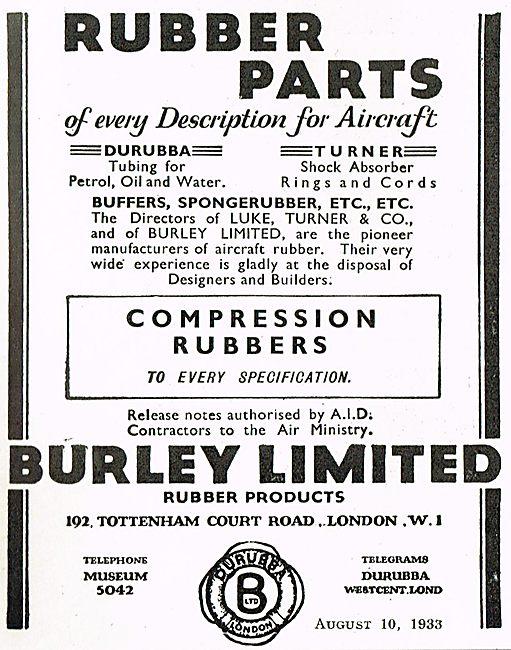 RUBBER
PARTS
of every Description for Aircraft
DURUBBA
Tubing for
Petrol, Oil and Water.
TURNER
Shock Absorber
Rings and Cords
BUFFERS, SPONGERUBBER, ETC., ETC.
The Directors of LUKE, TURNER & CO.,
and of BURLEY LIMITED, are the pioneer
manufacturers of aircraft rubber. Their very
wide experience is gladly at the disposal of
Designers and Builders.
COMPRESSION
RUBBERS
TO EVERY SPECIFICATION.
Release notes authorised by A.I.D.
Contractors to the Air Ministry.
BURLEY LIMITED
RUBBER PRODUCTS
192, TOTTENHAM COURT ROAD, LONDON, W.1
TELEPHONE
MUSEUM
5042
DURUBBA
B
LTD
LONDON
TELEGRAMS
DURUBBA
WESTCENT. LOND
AUGUST 10, 1933